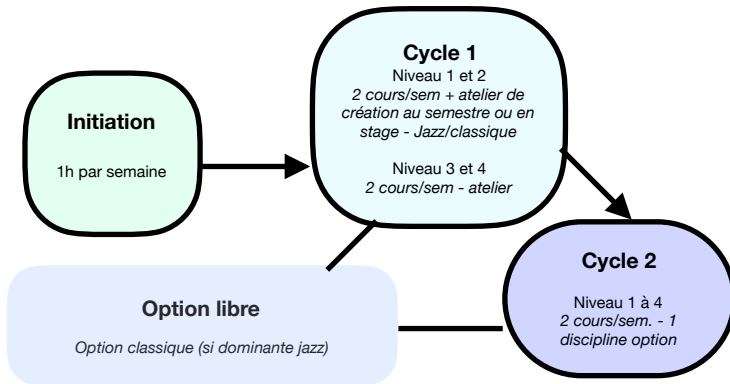 Initiation
1h par semaine
Cycle 1
Niveau 1 et 2
2 cours/sem + atelier de
création au semestre ou en
stage - Jazz/classique
Niveau 3 et 4
2 cours/sem - atelier
Option libre
Option classique (si dominante jazz)
Cycle 2
Niveau 1 à 4
2 cours/sem. - 1
discipline option